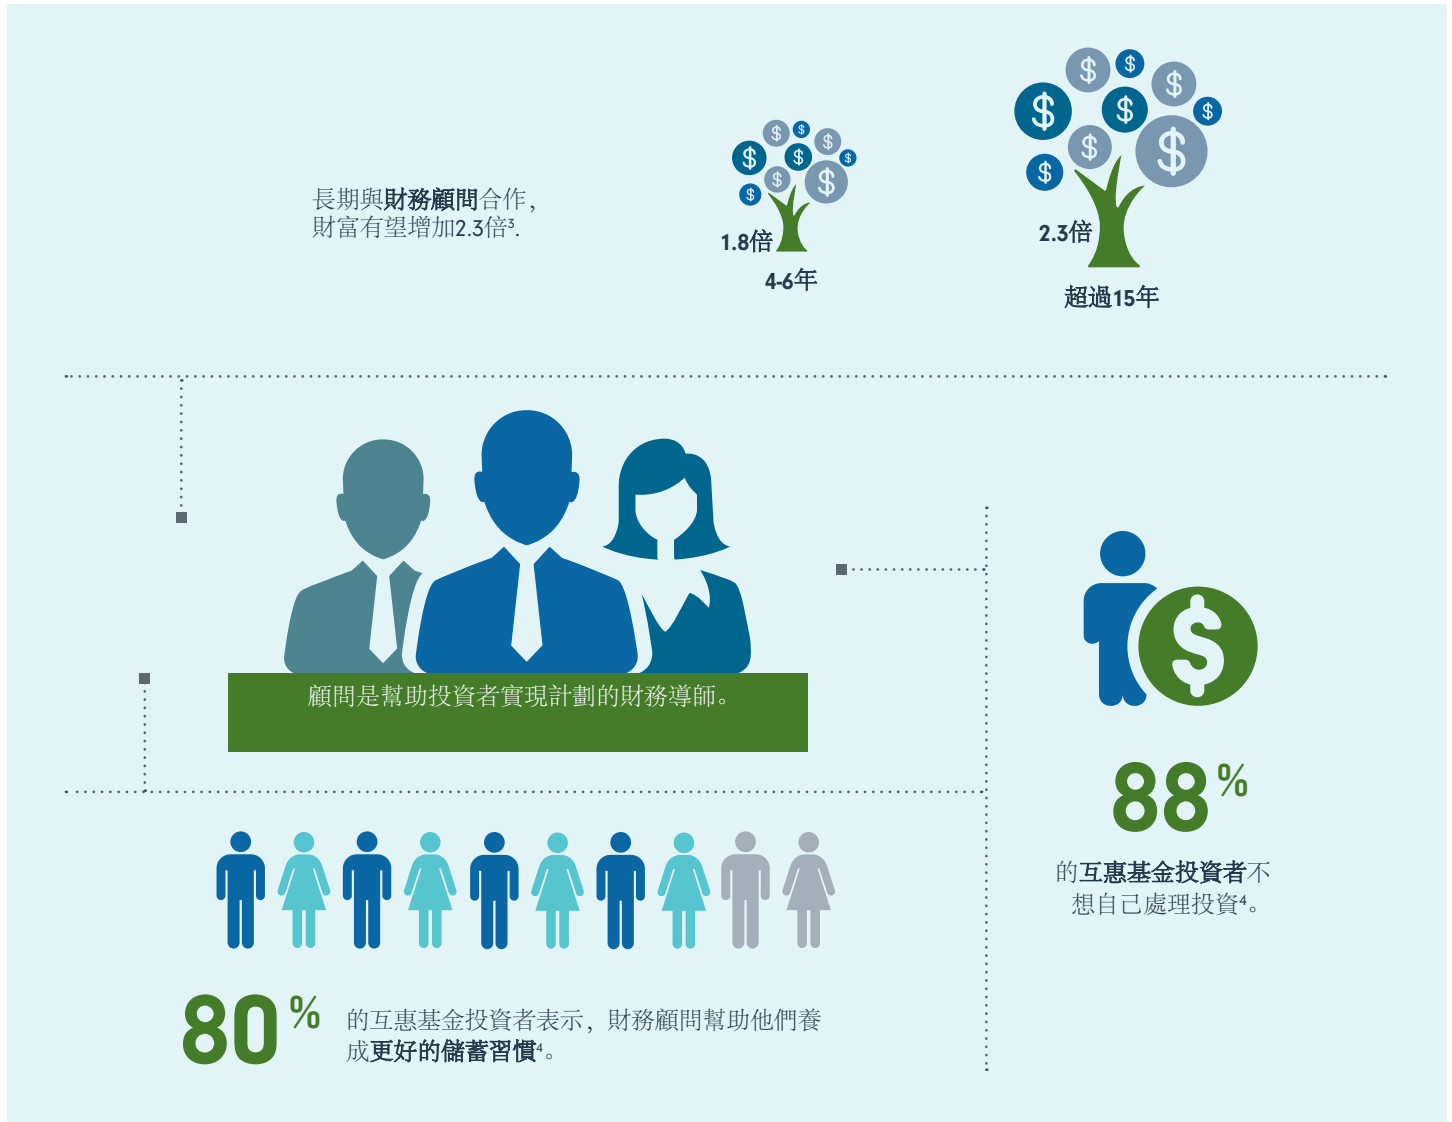 長期與財務顧問合作，
財富有望增加2.3倍³.
1.8倍
4-6年
2.3倍
超過15年
顧問是幫助投資者實現計劃的財務導師。
88%
的互惠基金投資者不
想自己處理投資⁴。
80%
的互惠基金投資者表示，財務顧問幫助他們養
成更好的儲蓄習慣⁴。